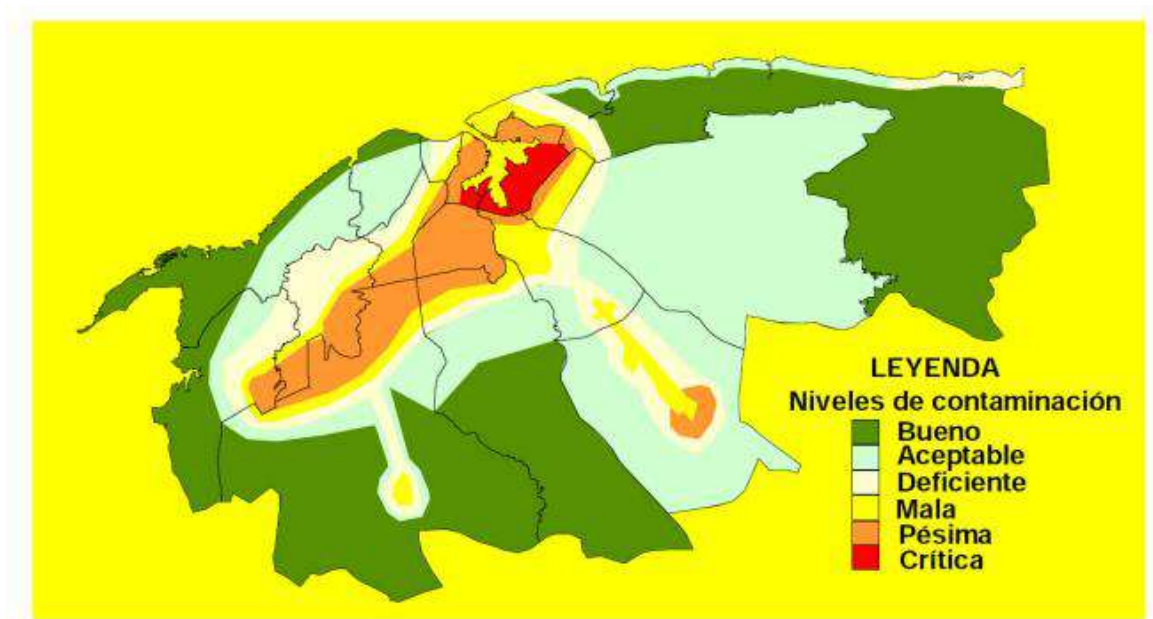 LEYENDA
Niveles de contaminación
Bueno
Aceptable
Deficiente
Mala
Pésima
Crítica